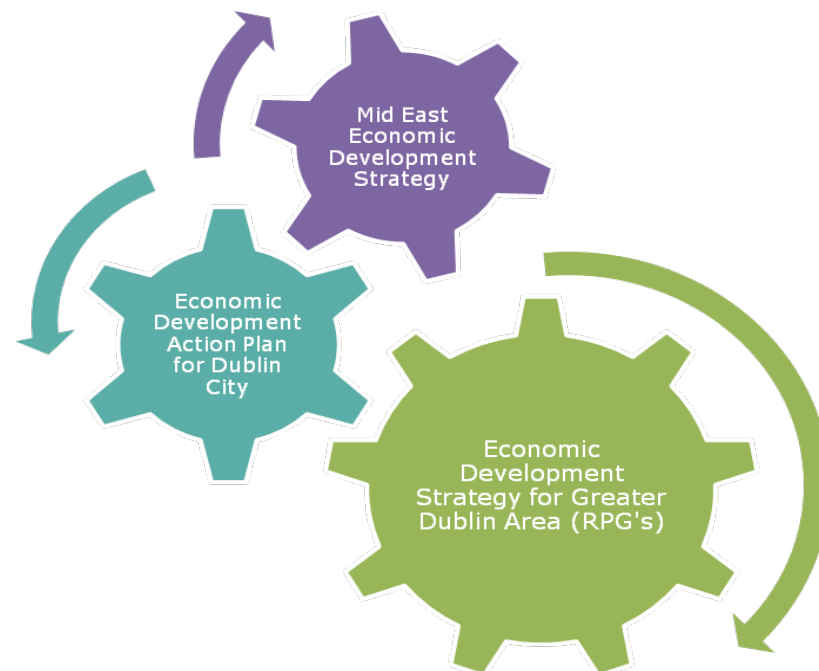 Mid East
Economic
Development
Strategy
Economic
Development
Action Plan
for Dublin
City
Economic
Development
Strategy for Greater
Dublin Area (RPG's)